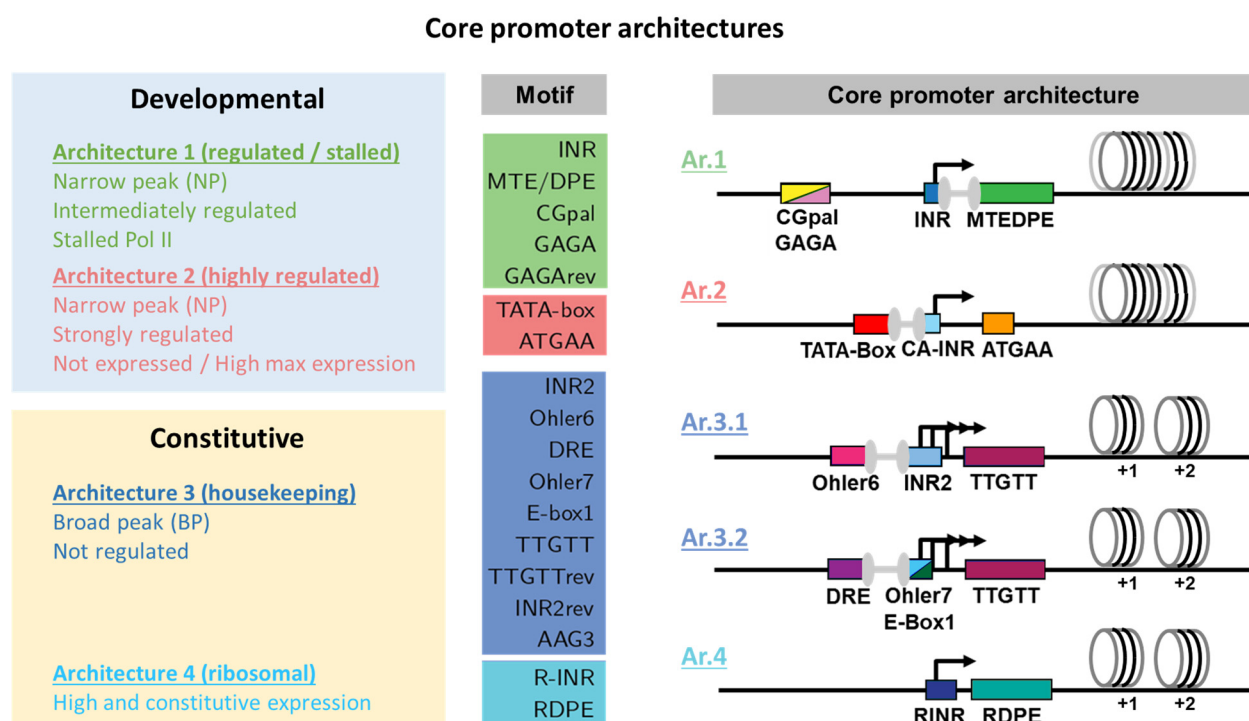 Core promoter architectures
Developmental
Architecture 1 (regulated / stalled)
Narrow peak (NP)
Intermediately regulated
Stalled Pol II
Architecture 2 (highly regulated)
Narrow peak (NP)
Strongly regulated
Not expressed / High max expression
Constitutive
Architecture 3 (housekeeping)
Broad peak (BP)
Not regulated
Architecture 4 (ribosomal)
High and constitutive expression
Motif
INR
MTE/DPE
CGpal
GAGA
GAGArev
TATA-box
ATGAA
INR2
Ohler6
DRE
Ohler7
E-box1
TTGTT
TTGTTrev
INR2rev
AAG3
R-INR
RDPE
Core promoter architecture
Ar.1
CGpal
GAGA
INR MTEDPE
Ar.2
TATA-Box CA-INR ATGAA
Ar.3.1
Ohler6 INR2 TTGTT
+1 +2
Ar.3.2
DRE Ohler7 TTGTT
E-Box1
+1 +2
Ar.4
RINR RDPE
+1 +2